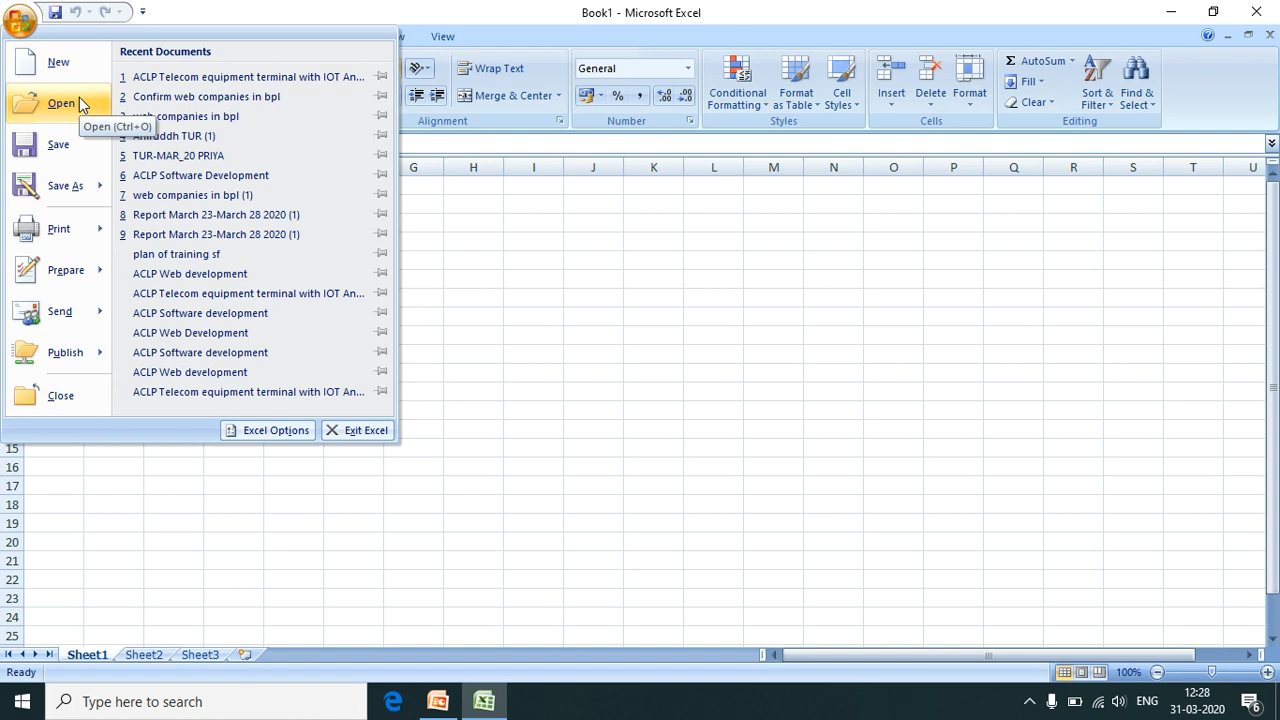 Book1 - Microsoft Excel
View
New
Open
Open (Ctrl+O)
Save
Save As
Print
Prepare
Send
Publish
Close
Recent Documents
1 ACLP Telecom equipment terminal with IOT An...
2 Confirm web companies in bpl
3 web companies in bpl
4 Aniruddh TUR (1)
5 TUR-MAR_20 PRIYA
6 ACLP Software Development
7 web companies in bpl (1)
8 Report March 23-March 28 2020 (1)
9 Report March 23-March 28 2020 (1)
plan of training sf
ACLP Web development
ACLP Telecom equipment terminal with IOT An...
ACLP Software development
ACLP Web Development
ACLP Software development
ACLP Web development
ACLP Telecom equipment terminal with IOT An...
Excel Options
Exit Excel
Wrap Text
Merge & Center
Alignment
General
% ,
Number
Conditional Formatting
Format as Table
Cell Styles
Styles
Insert
Delete
Format
Cells
Σ AutoSum
Fill
Clear
Sort & Filter
Find & Select
Editing
G H I J K L M N O P Q R S T U
15
16
17
18
19
20
21
22
23
24
25
Sheet1 Sheet2 Sheet3
Ready
100%
Type here to search
ENG
12:28
31-03-2020
6